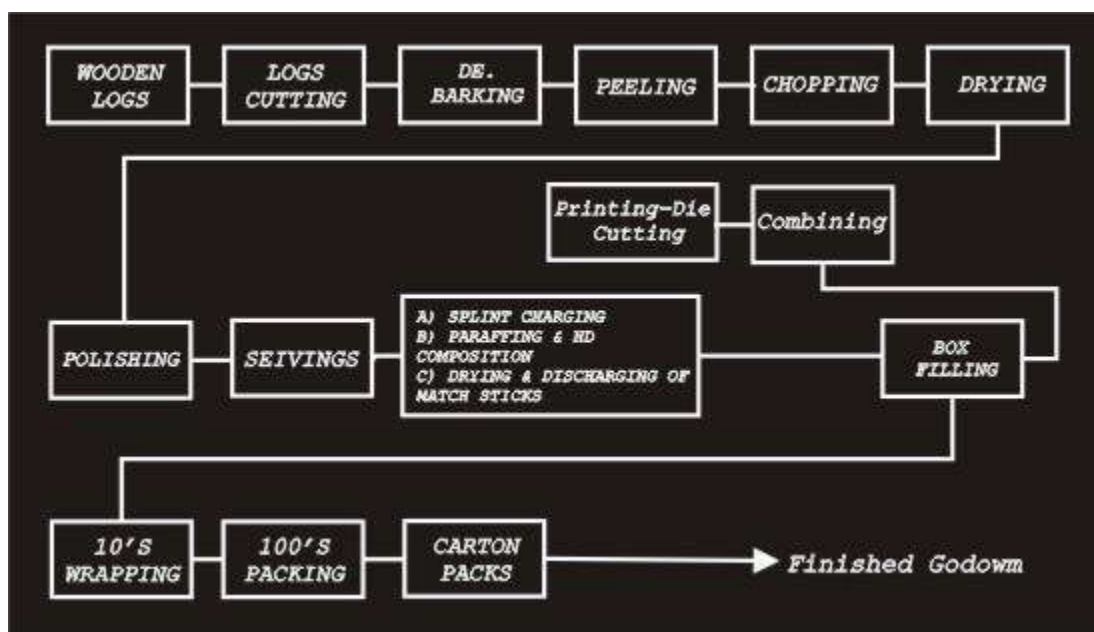 WOODEN
LOGS
LOGS
CUTTING
DE.
BARKING
PEELING
CHOPPING
DRYING
Printing-Die
Cutting
Combining
POLISHING
SEIVINGS
A) SPLINT CHARGING
B) PARAFFING & HD
COMPOSITION
C) DRYING & DISCHARGING OF
MATCH STICKS
BOX
FILLING
10'S
WRAPPING
100'S
PACKING
CARTON
PACKS
Finished Godowm